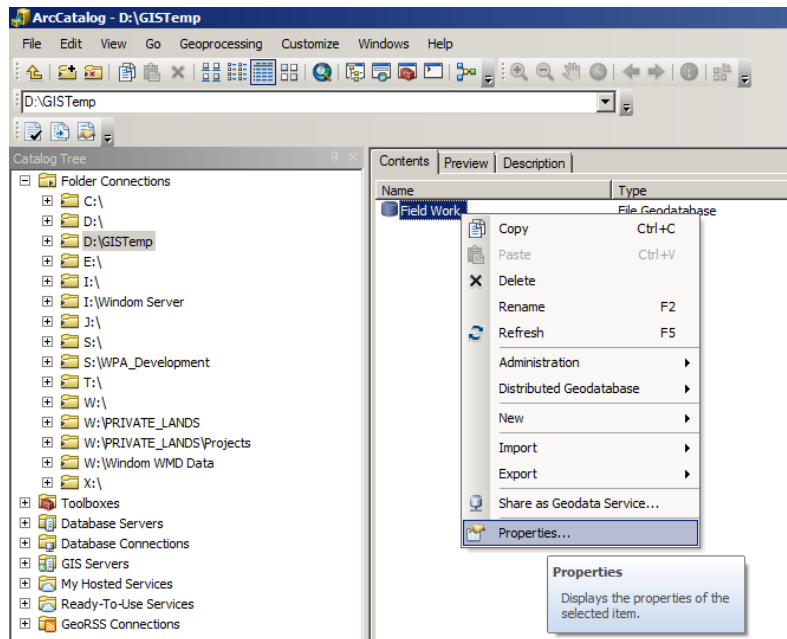 ArcCatalog - D:\GISTemp
File Edit View Go Geoprocessing Customize Windows Help
D:\GISTemp
Catalog Tree
Folder Connections
C:\
D:\
D:\GISTemp
E:\
I:\
I:\Windom Server
J:\
S:\
S:\WPA_Development
T:\
W:\
W:\PRIVATE_LANDS
W:\PRIVATE_LANDS\Projects
W:\Windom WMD Data
X:\
Toolboxes
Database Servers
Database Connections
GIS Servers
My Hosted Services
Ready-To-Use Services
GeoRSS Connections
Contents Preview Description
Name Type
Field Work File Geodatabase
Copy Ctrl+C
Paste Ctrl+V
Delete
Rename F2
Refresh F5
Administration
Distributed Geodatabase
New
Import
Export
Share as Geodata Service...
Properties...
Properties
Displays the properties of the
selected item.